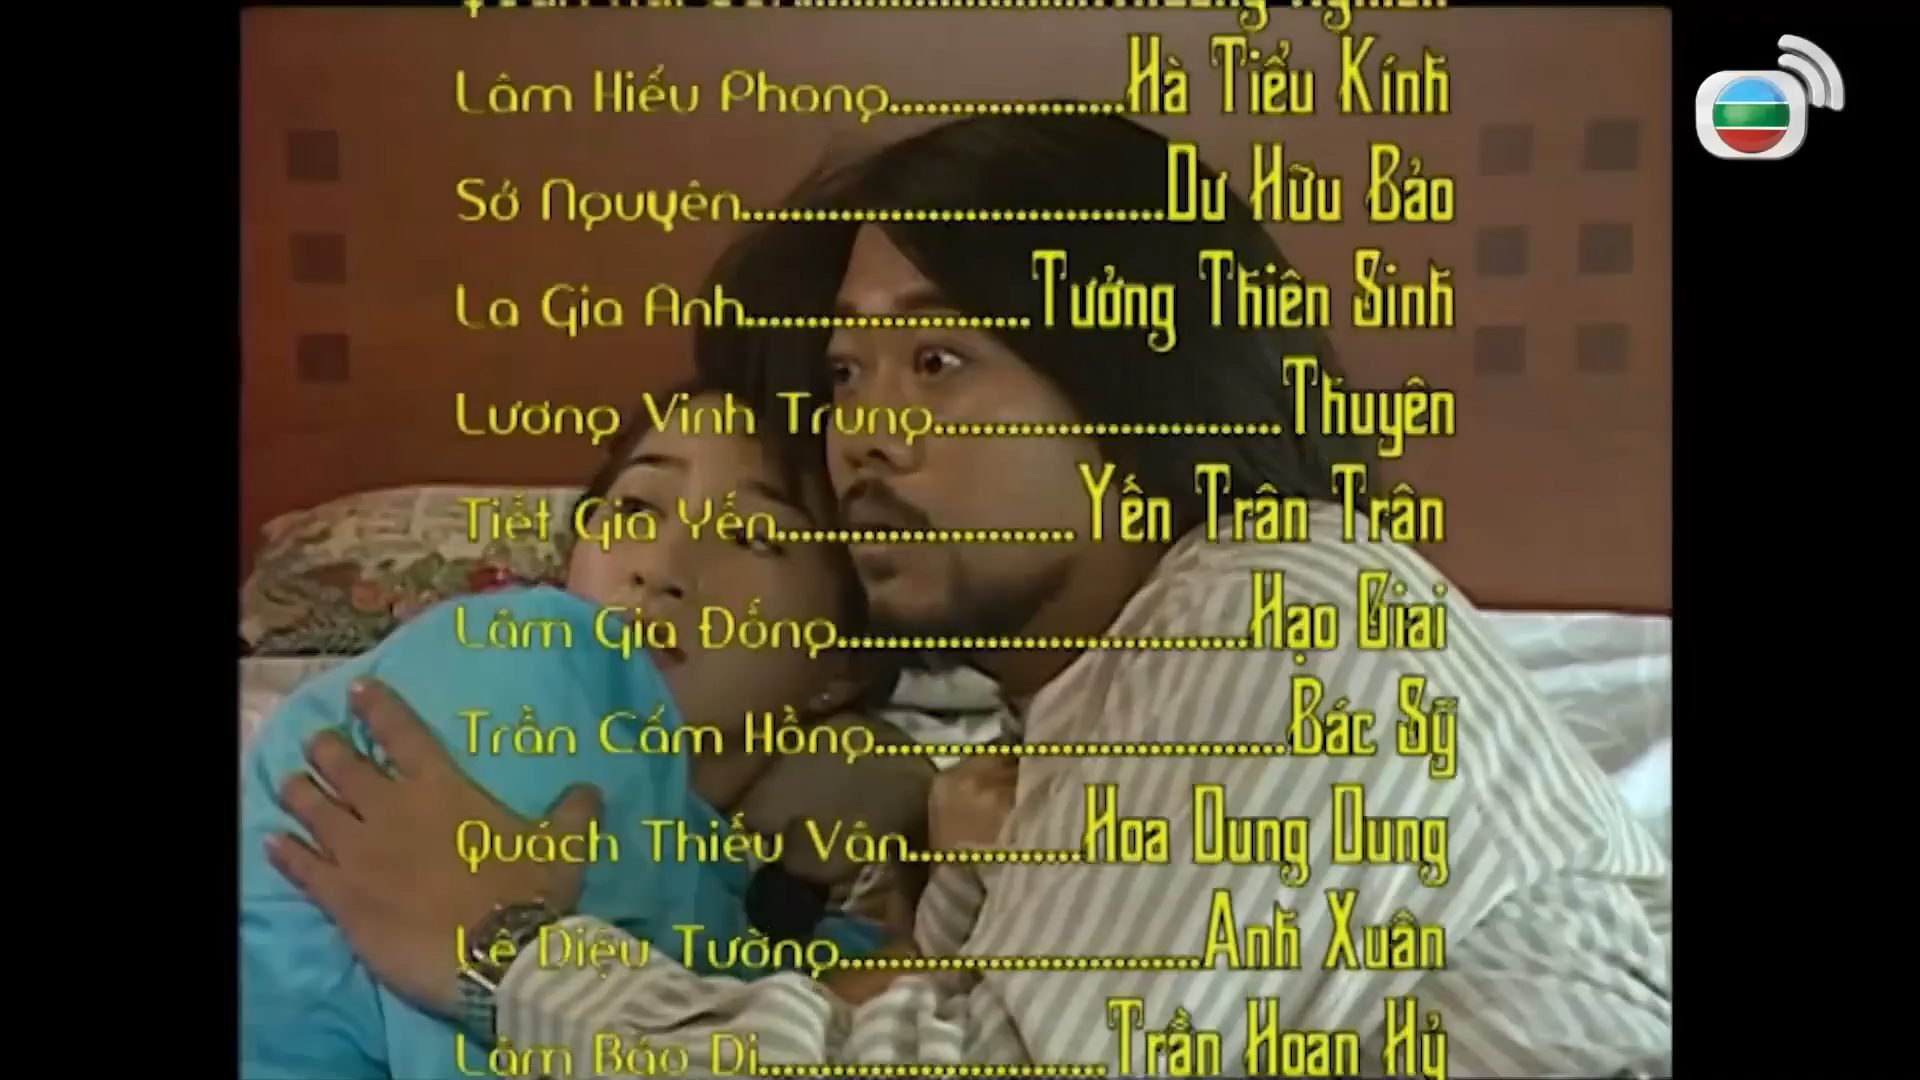 Lâm Hiếu Phong........................Hà Tiểu Kính
Sở Nguyên........................Dư Hữu Bảo
La Gia Anh........................Tưởng Thiên Sinh
Lương Vinh Trung........................Thuyên
Tiết Gia Yến........................Yến Trân Trân
Lâm Gia Đống........................Hạo Giai
Trần Cấm Hồng........................Bác Sỹ
Quách Thiếu Vân........................Hoa Dung Dung
Lê Diệu Tường........................Anh Xuân
Lâm Bảo Di........................Trần Hoan Hỷ